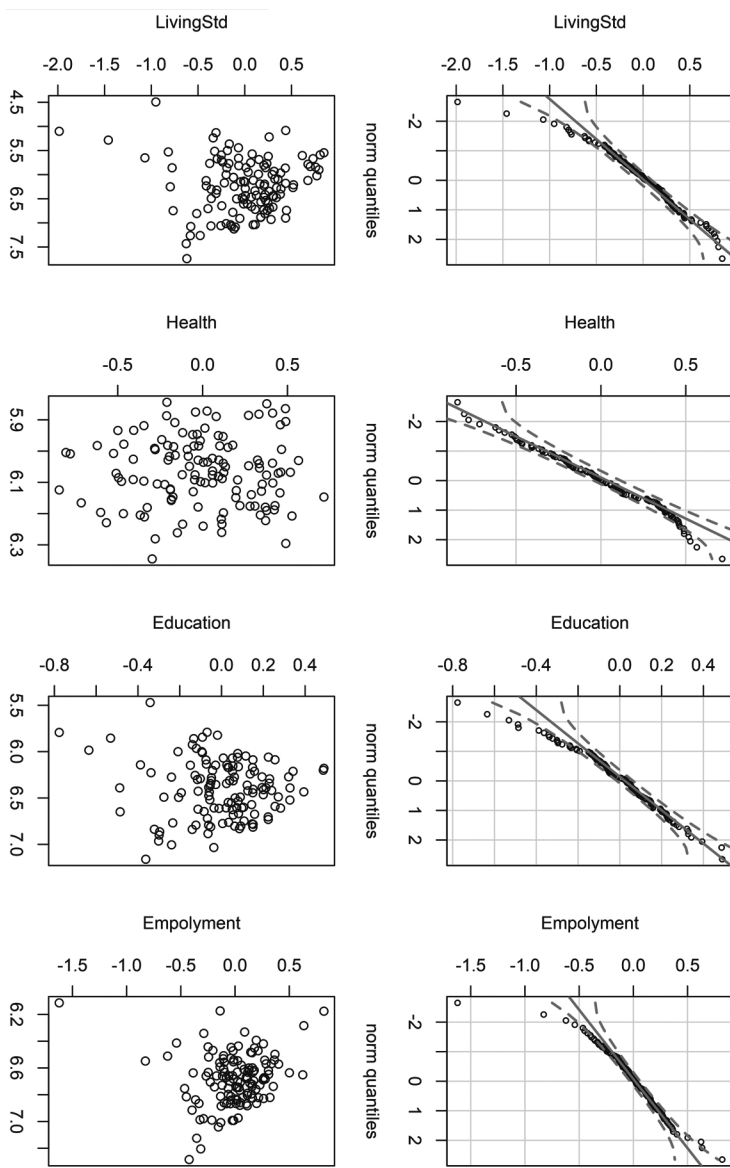 LivingStd
-2.0 -1.0 -0.5 0.0 0.5
4.5 5.5 6.5 7.5
LivingStd
-2.0 -1.5 -1.0 -0.5 0.0 0.5
norm quantiles
-2 0 1 2
Health
-0.5 0.0 0.5
5.9 6.1 6.3
Health
-0.5 0.0 0.5
norm quantiles
-2 0 1 2
Education
-0.8 -0.4 0.0 0.2 0.4
5.5 6.0 6.5 7.0
Education
-0.8 -0.4 0.0 0.2 0.4
norm quantiles
-2 0 1 2
Empolyment
-1.5 -1.0 -0.5 0.0 0.5
6.2 6.6 7.0
Empolyment
-1.5 -1.0 -0.5 0.0 0.5
norm quantiles
-2 0 1 2